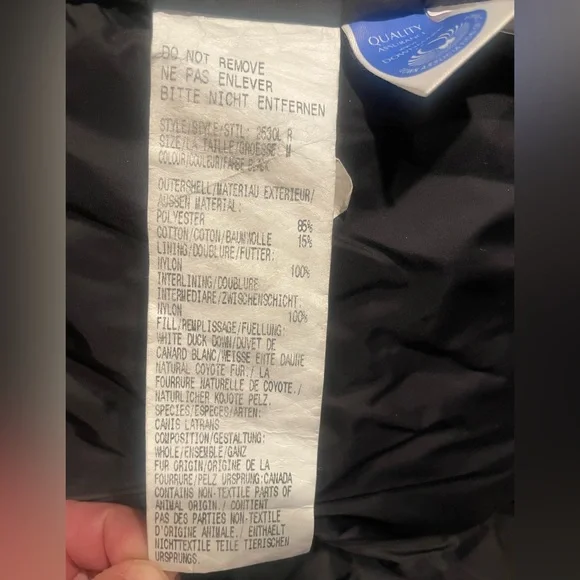 DO NOT REMOVE
NE PAS ENLEVER
BITTE NICHT ENTFERNEN
STYLE/STYLE-STIL: 2530L R
SIZE/LA TAILLE/GROESSE: M
COLOUR/COULEUR/FARBE
OUTERSHELL/MATERIAU EXTERIEUR/
AUSSEN MATERIAL:
POLYESTER 85%
COTTON/COTON/BAUMWOLLE 15%
LINING/DOUBLURE/FUTTER:
NYLON 100%
INTERLINING/DOUBLURE
INTERMEDIARE/ZWISCHENSCHICHT.
NYLON 100%
FILL/REMPLISSAGE/FUELLUNG:
WHITE DUCK DOWN/DUVET DE
CANARD BLANC/WEISSE ENTE DAUNE
NATURAL COYOTE FUR./ LA
FOURRURE NATURELLE DE COYOTE./
NATURLICHER KOJOTE PELZ.
SPECIES/ESPECES/ARTEN:
CANIS LATRANS
COMPOSITION/GESTALTUNG:
WHOLE/ENSEMBLE/GANZ
FUR ORIGIN/ORIGINE DE LA
FOURRURE/PELZ URSPRUNG:CANADA
CONTAINS NON-TEXTILE PARTS OF
ANIMAL ORIGIN./ CONTIENT
PAS DES PARTIES NON-TEXTILE
D'ORIGINE ANIMALE./ ENTHAELT
NICHTTEXTILE TEILE TIERISCHEN
URSPRUNGS.
QUALITY